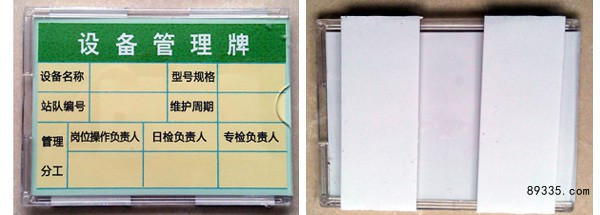 设备管理牌
设备名称 型号规格
站队编号 维护周期
管理 岗位操作负责人 日检负责人 专检负责人
分工
89335.com